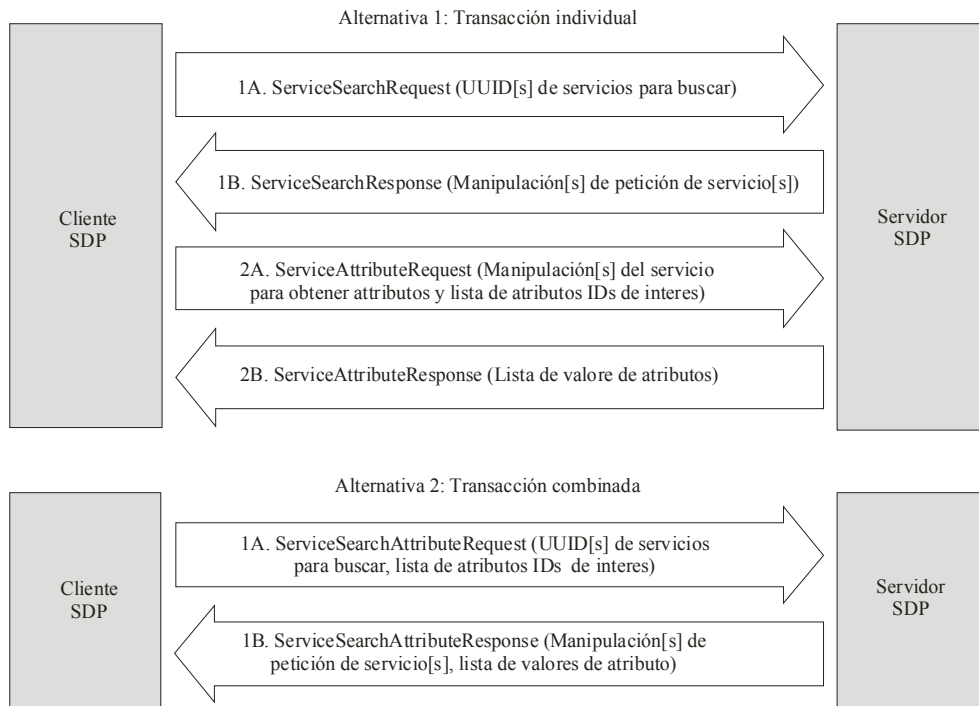 Alternativa 1: Transacción individual
1A. ServiceSearchRequest (UUID[s] de servicios para buscar)
1B. ServiceSearchResponse (Manipulación[s] de petición de servicio[s])
Cliente
SDP
Servidor
SDP
2A. ServiceAttributeRequest (Manipulación[s] del servicio
para obtener attributos y lista de atributos IDs de interes)
2B. ServiceAttributeResponse (Lista de valore de atributos)
Alternativa 2: Transacción combinada
1A. ServiceSearchAttributeRequest (UUID[s] de servicios
para buscar, lista de atributos IDs de interes)
Cliente
SDP
Servidor
SDP
1B. ServiceSearchAttributeResponse (Manipulación[s] de
petición de servicio[s], lista de valores de atributo)